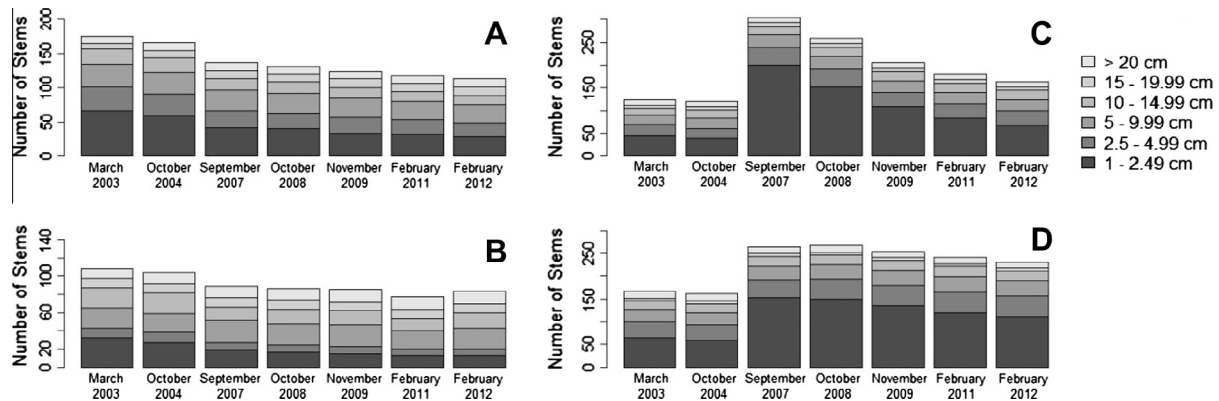 A
Number of Stems
200
150
100
50
0
March 2003
October 2004
September 2007
October 2008
November 2009
February 2011
February 2012
C
Number of Stems
250
150
50
0
March 2003
October 2004
September 2007
October 2008
November 2009
February 2011
February 2012
> 20 cm
15 - 19.99 cm
10 - 14.99 cm
5 - 9.99 cm
2.5 - 4.99 cm
1 - 2.49 cm
B
Number of Stems
140
100
60
20
0
March 2003
October 2004
September 2007
October 2008
November 2009
February 2011
February 2012
D
Number of Stems
250
150
50
0
March 2003
October 2004
September 2007
October 2008
November 2009
February 2011
February 2012